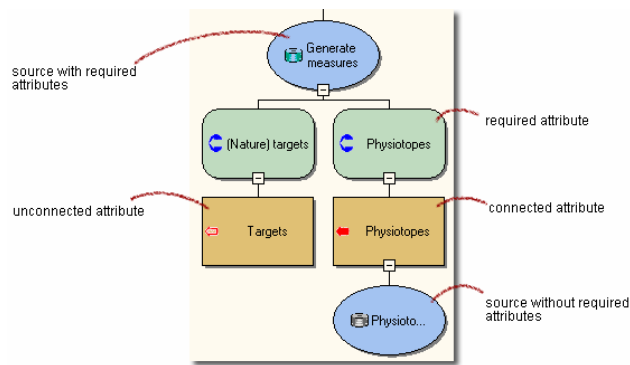 Generate
measures
source with required
attributes
(Nature) targets
Physiotopes
required attribute
unconnected attribute
Targets
Physiotopes
connected attribute
Physioto...
source without required
attributes